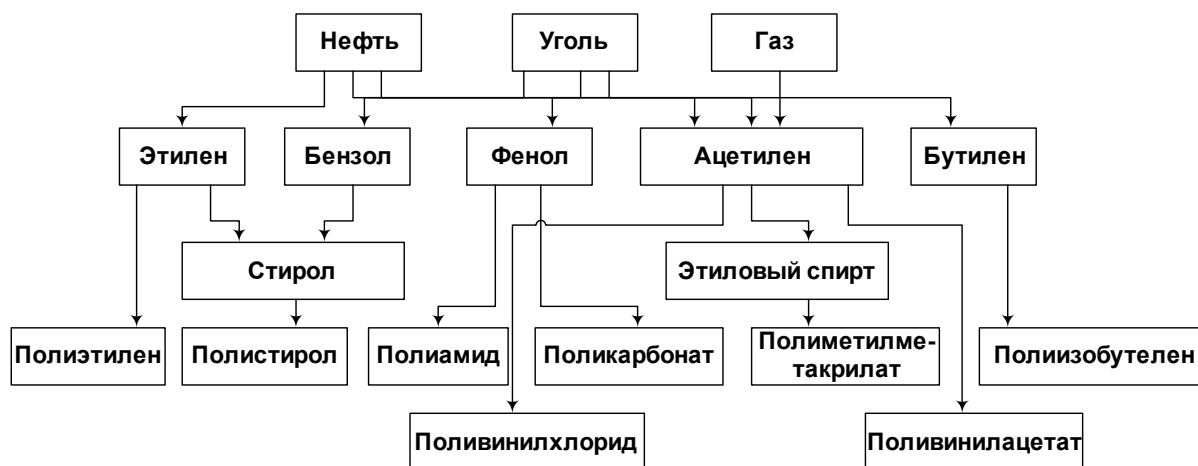 Нефть
Уголь
Газ
Этилен
Бензол
Фенол
Ацетилен
Бутилен
Стирол
Этиловый спирт
Полиэтилен
Полистирол
Полиамид
Поликарбонат
Полиметилме-
такрилат
Полиизобутелен
Поливинилхлорид
Поливинилацетат